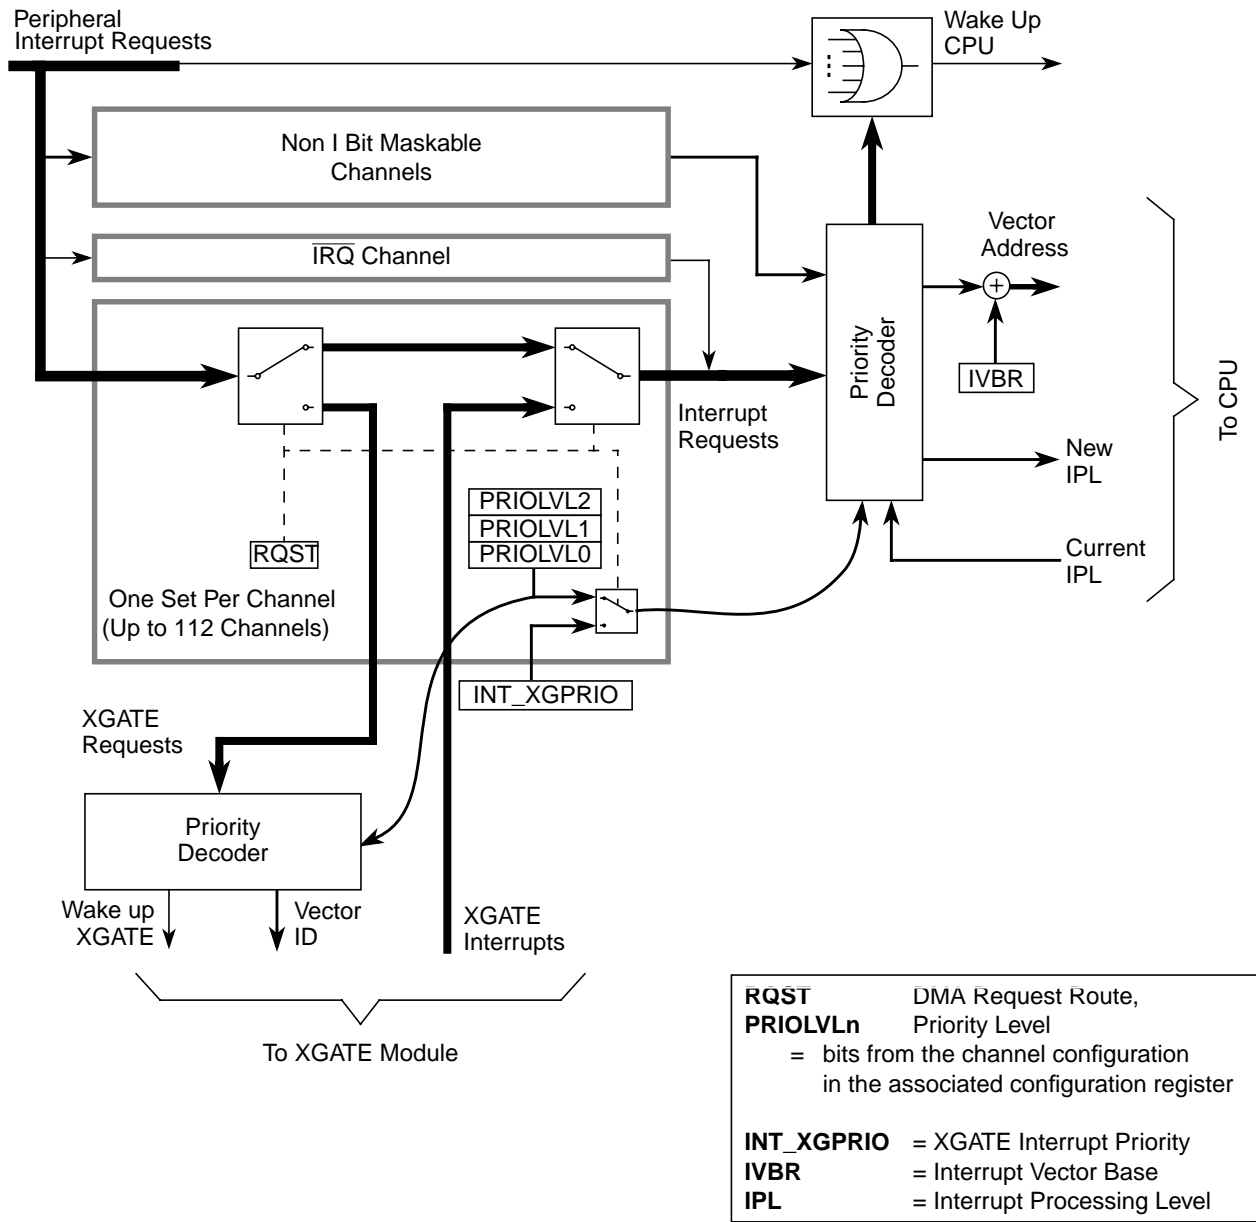 Peripheral
Interrupt Requests
Wake Up
CPU
Non I Bit Maskable
Channels
IRQ Channel
Vector
Address
Priority
Decoder
IVBR
To CPU
Interrupt
Requests
New
IPL
PRIOLVL2
PRIOLVL1
PRIOLVL0
RQST
Current
IPL
One Set Per Channel
(Up to 112 Channels)
INT_XGPRIO
XGATE
Requests
Priority
Decoder
Wake up
XGATE
Vector
ID
XGATE
Interrupts
To XGATE Module
RQST DMA Request Route,
PRIOLVLn Priority Level
= bits from the channel configuration
in the associated configuration register
INT_XGPRIO = XGATE Interrupt Priority
IVBR = Interrupt Vector Base
IPL = Interrupt Processing Level